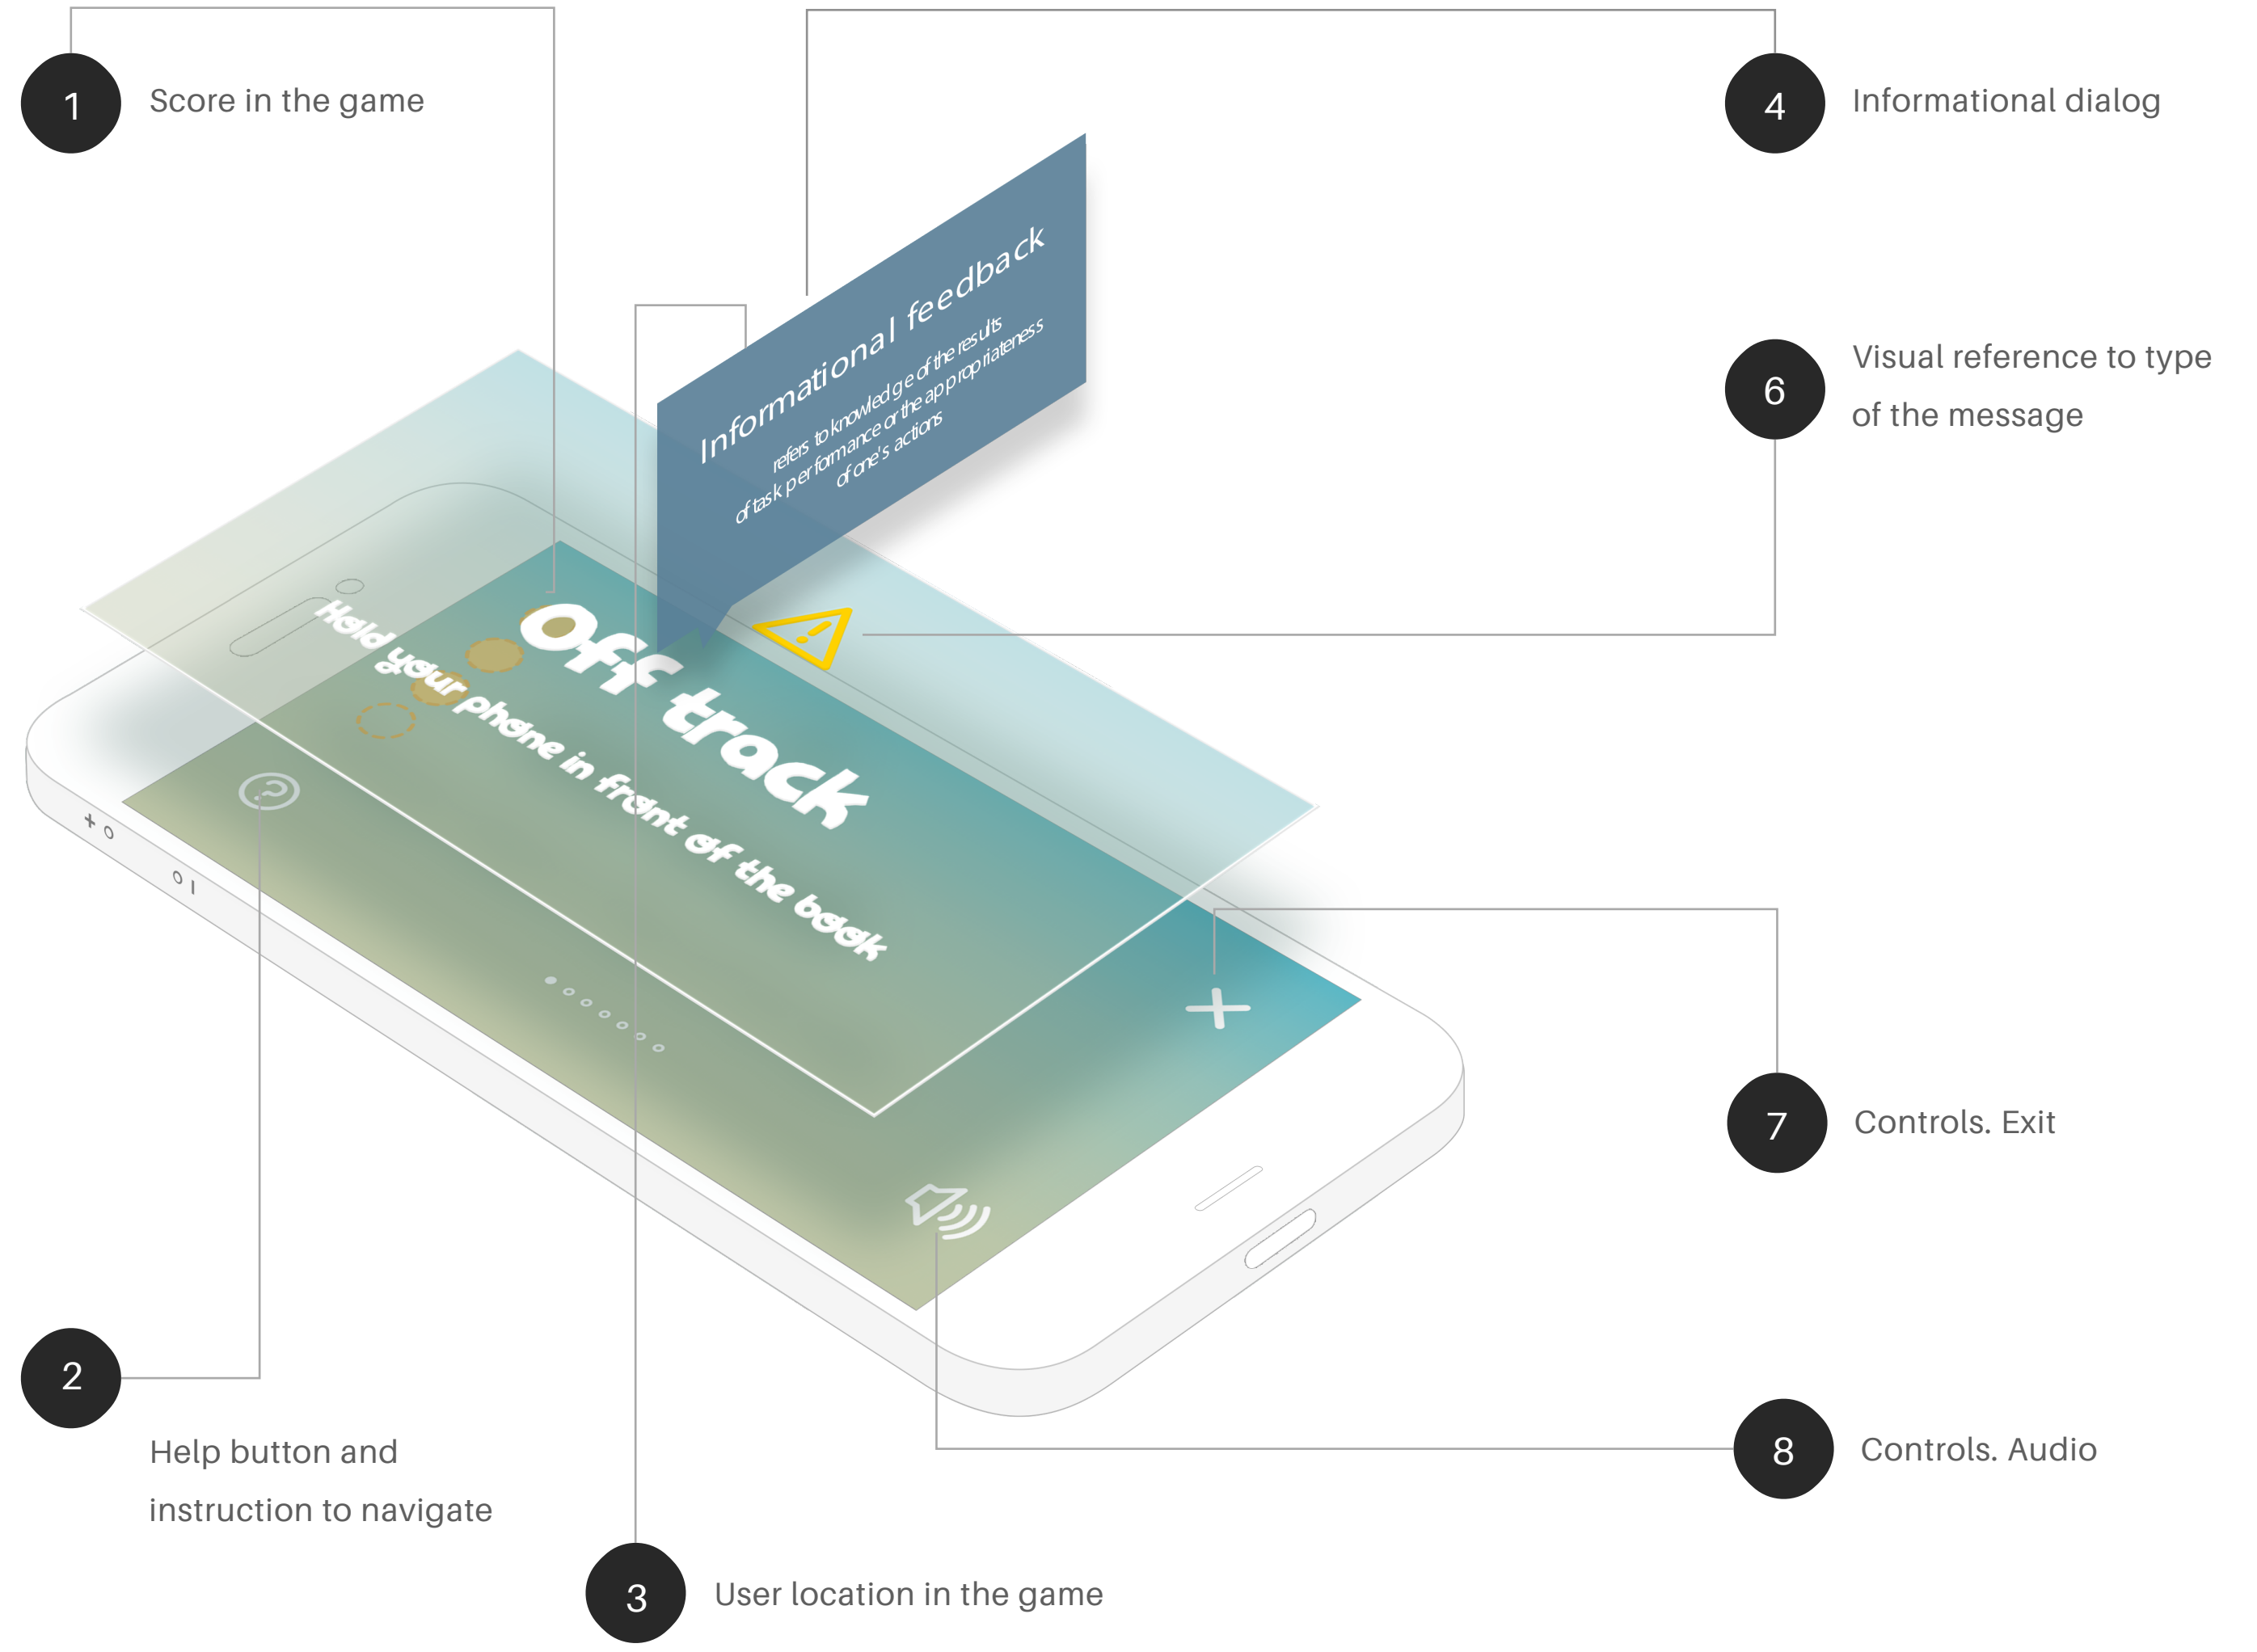 1
Score in the game
4
Informational dialog
Informational feedback
refers to knowledge of the results
of task performance or the appropriateness
of one's actions
6
Visual reference to type
of the message
Off track
Hold your phone in front of the book
7
Controls. Exit
2
Help button and
instruction to navigate
8
Controls. Audio
3
User location in the game